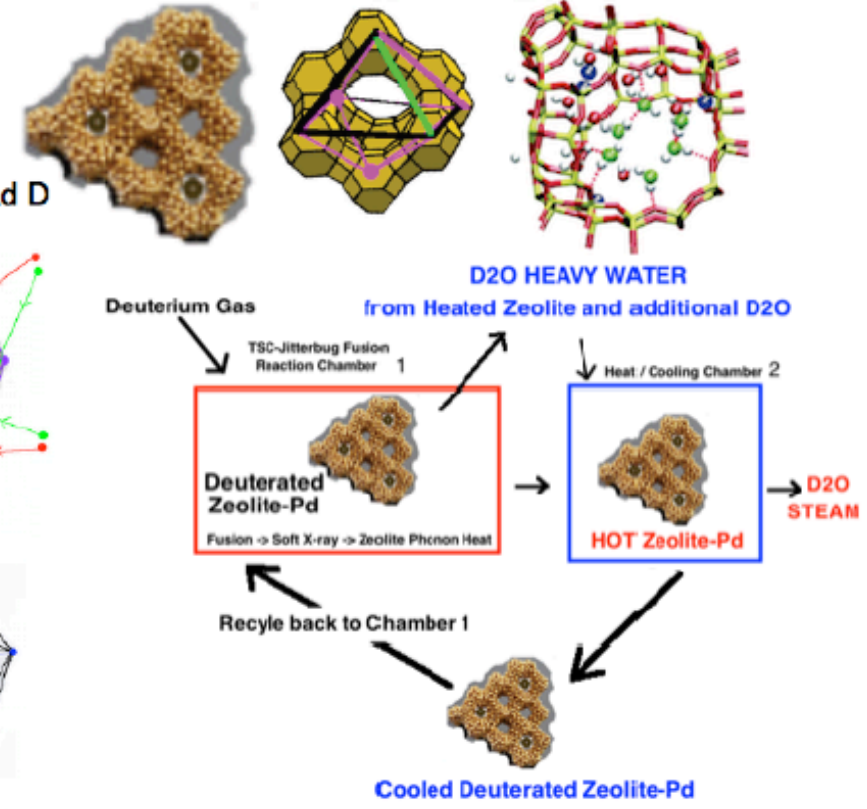 d D
D2O HEAVY WATER
from Heated Zeolite and additional D2O
Deuterium Gas
TSC-Jitterbug Fusion
Reaction Chamber 1
Heat / Cooling Chamber 2
Deuterated
Zeolite-Pd
Fusion -> Soft X-ray -> Zeolite Phonon Heat
HOT Zeolite-Pd
D2O
STEAM
Recyle back to Chamber 1
Cooled Deuterated Zeolite-Pd